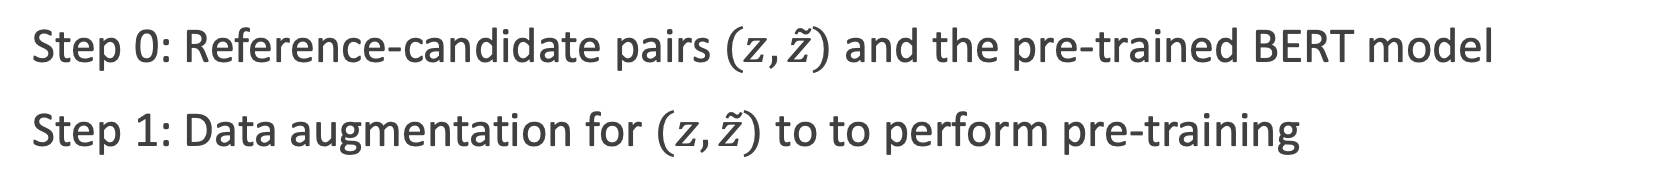 Step 0: Reference-candidate pairs (z, z̃) and the pre-trained BERT model
Step 1: Data augmentation for (z, z̃) to to perform pre-training